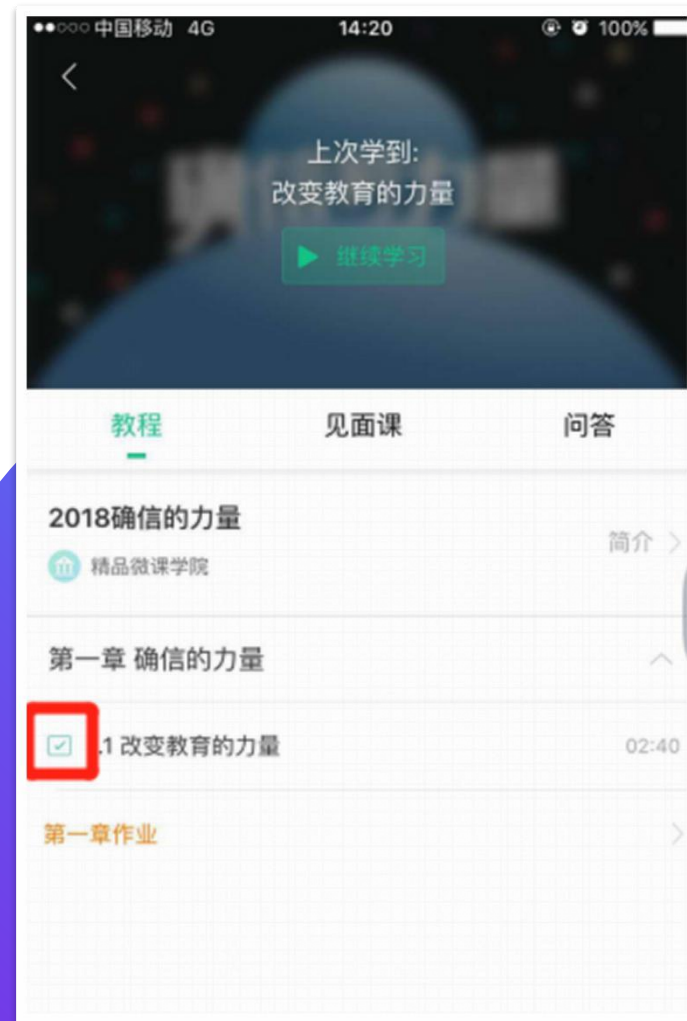 中国移动 4G 14:20 100%
上次学到:
改变教育的力量
继续学习
教程 见面课 问答
2018确信的力量
简介
精品微课学院
第一章 确信的力量
.1 改变教育的力量 02:40
第一章作业